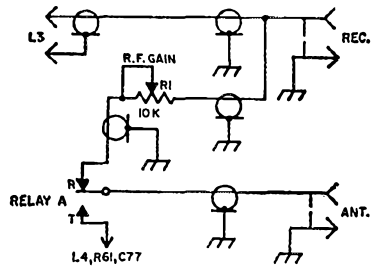 L3
REC.
R.F. GAIN
R1
10K
R
RELAY A
T
ANT.
L4,R61,C77